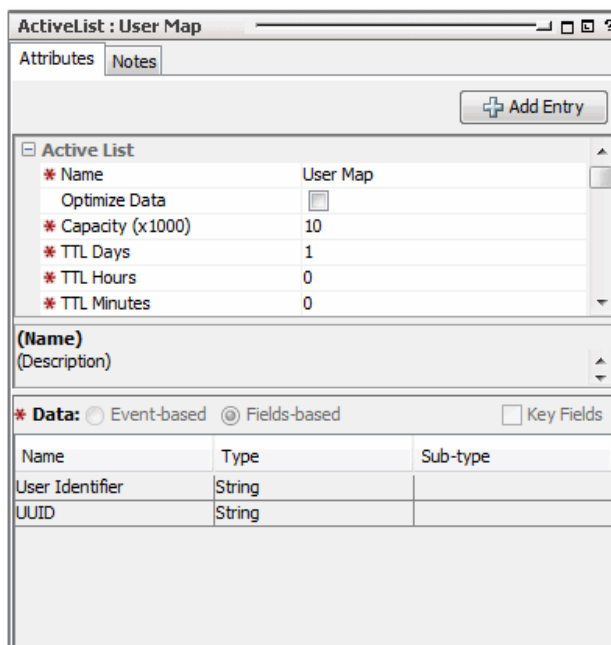 ActiveList : User Map
Attributes Notes
Add Entry
Active List
* Name User Map
Optimize Data
* Capacity (x1000) 10
* TTL Days 1
* TTL Hours 0
* TTL Minutes 0
(Name)
(Description)
* Data: Event-based Fields-based Key Fields
Name Type Sub-type
User Identifier String
UUID String